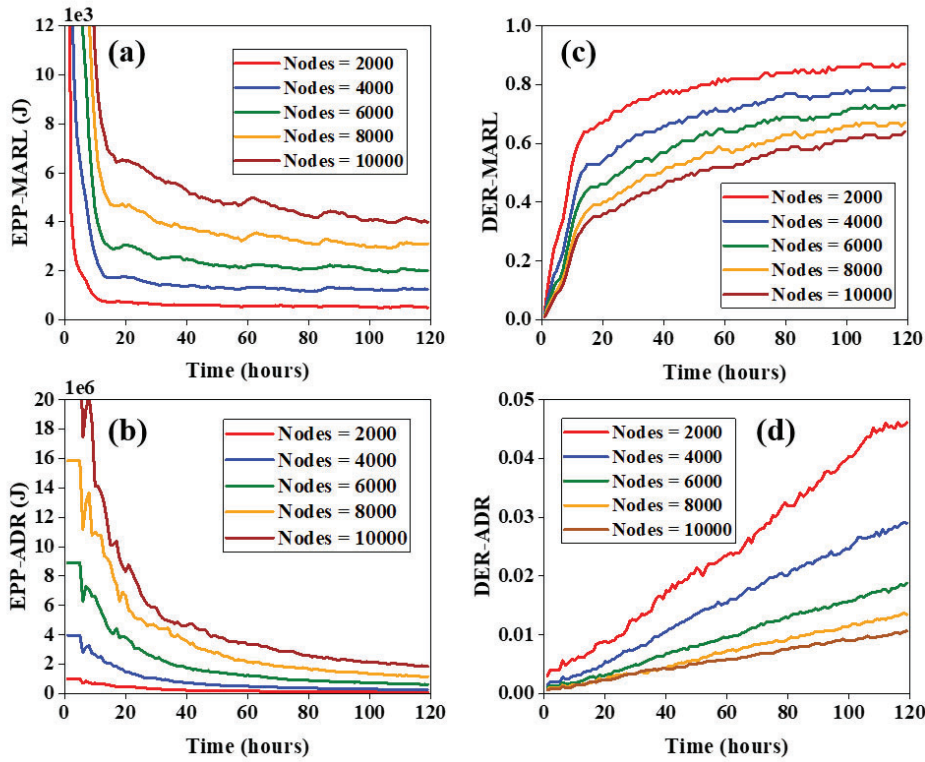 1e3
(a)
12
10
8
6
4
2
0
EPP-MARL (J)
Nodes = 2000
Nodes = 4000
Nodes = 6000
Nodes = 8000
Nodes = 10000
0 20 40 60 80 100 120
Time (hours)
(c)
0.8
0.6
0.4
0.2
0.0
DER-MARL
Nodes = 2000
Nodes = 4000
Nodes = 6000
Nodes = 8000
Nodes = 10000
0 20 40 60 80 100 120
Time (hours)
1e6
(b)
20
18
16
14
12
10
8
6
4
2
0
EPP-ADR (J)
Nodes = 2000
Nodes = 4000
Nodes = 6000
Nodes = 8000
Nodes = 10000
0 20 40 60 80 100 120
Time (hours)
(d)
0.05
0.04
0.03
0.02
0.01
0.00
DER-ADR
Nodes = 2000
Nodes = 4000
Nodes = 6000
Nodes = 8000
Nodes = 10000
0 20 40 60 80 100 120
Time (hours)